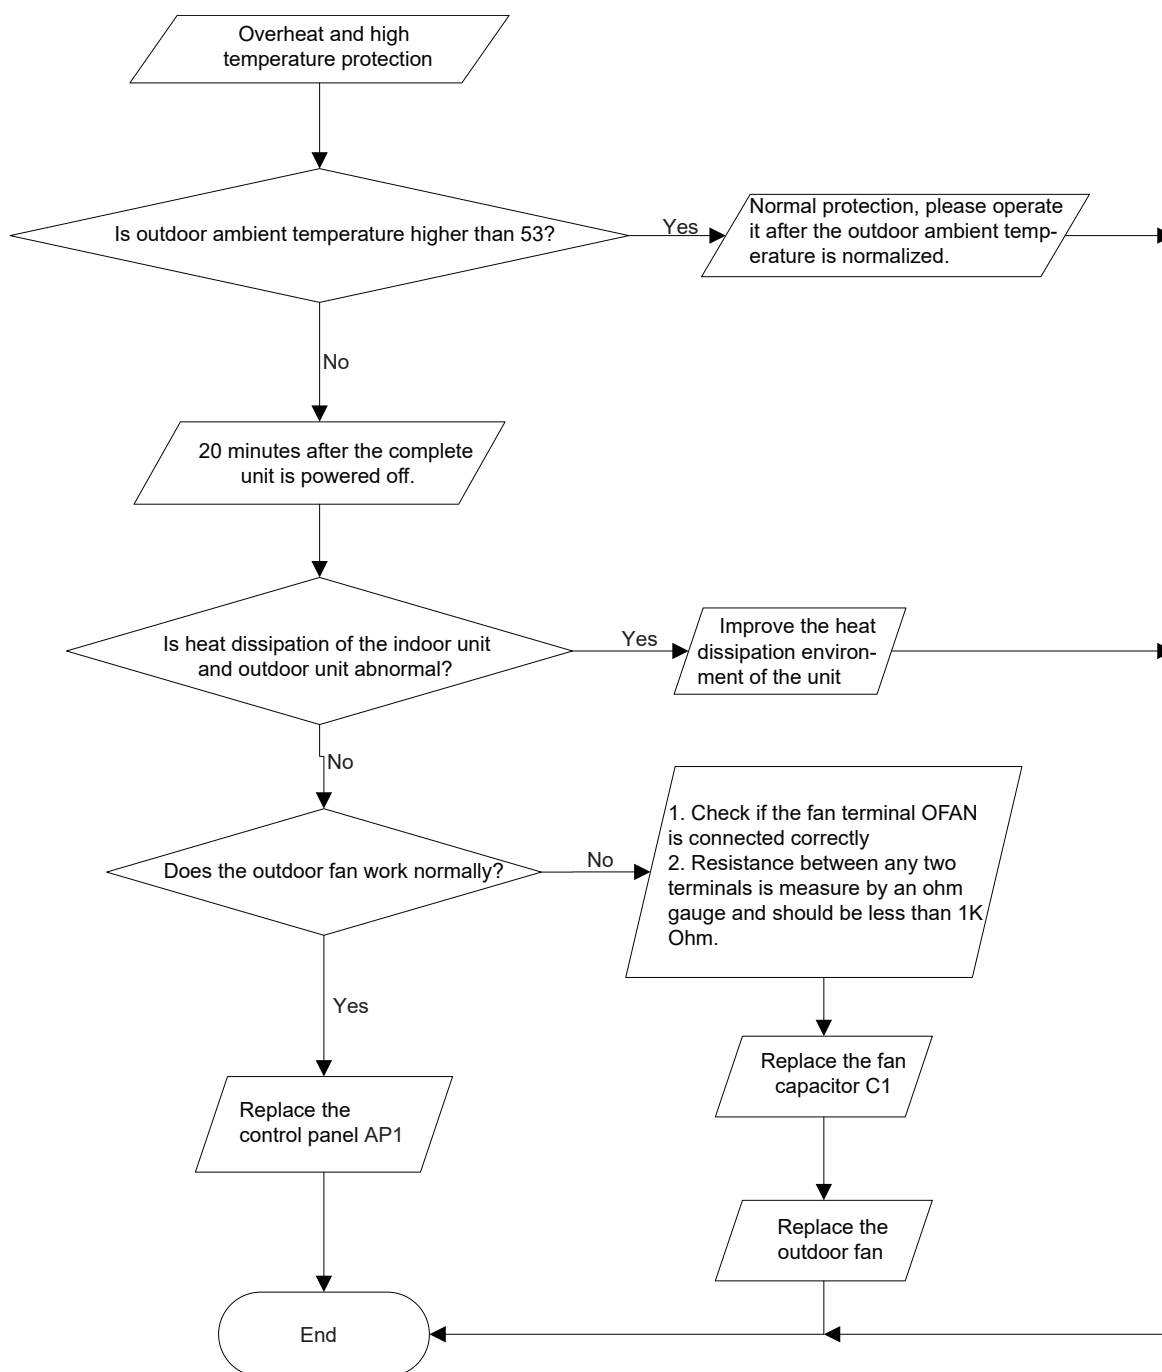 Overheat and high
temperature protection
Is outdoor ambient temperature higher than 53?
Yes
Normal protection, please operate
it after the outdoor ambient temp-
erature is normalized.
No
20 minutes after the complete
unit is powered off.
Is heat dissipation of the indoor unit
and outdoor unit abnormal?
Yes
Improve the heat
dissipation environ-
ment of the unit
No
Does the outdoor fan work normally?
No
1. Check if the fan terminal OFAN
is connected correctly
2. Resistance between any two
terminals is measure by an ohm
gauge and should be less than 1K
Ohm.
Yes
Replace the fan
capacitor C1
Replace the
control panel AP1
Replace the
outdoor fan
End